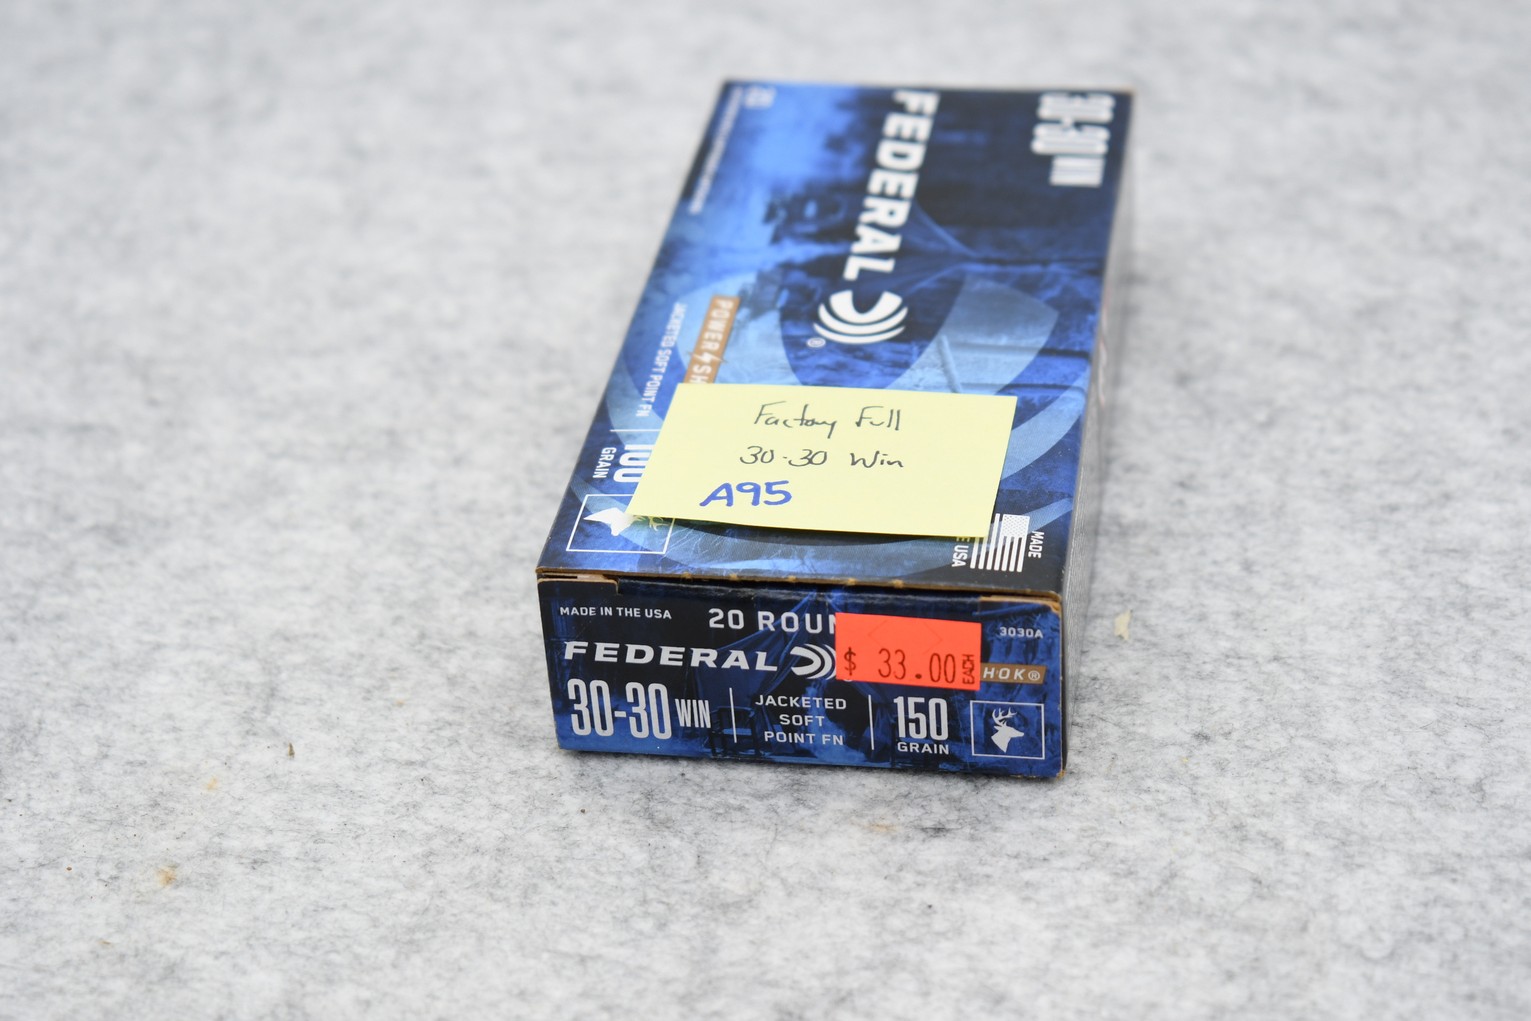 30-30 WIN
FEDERAL
®
POWER SH
JACKETED SOFT POINT FN
GRAIN
Factory Full
30-30 Win
A95
MADE
USA
MADE IN THE USA
20 ROUN
3030A
FEDERAL
$ 33.00 EACH
HOK®
30-30 WIN
JACKETED
SOFT
POINT FN
150
GRAIN